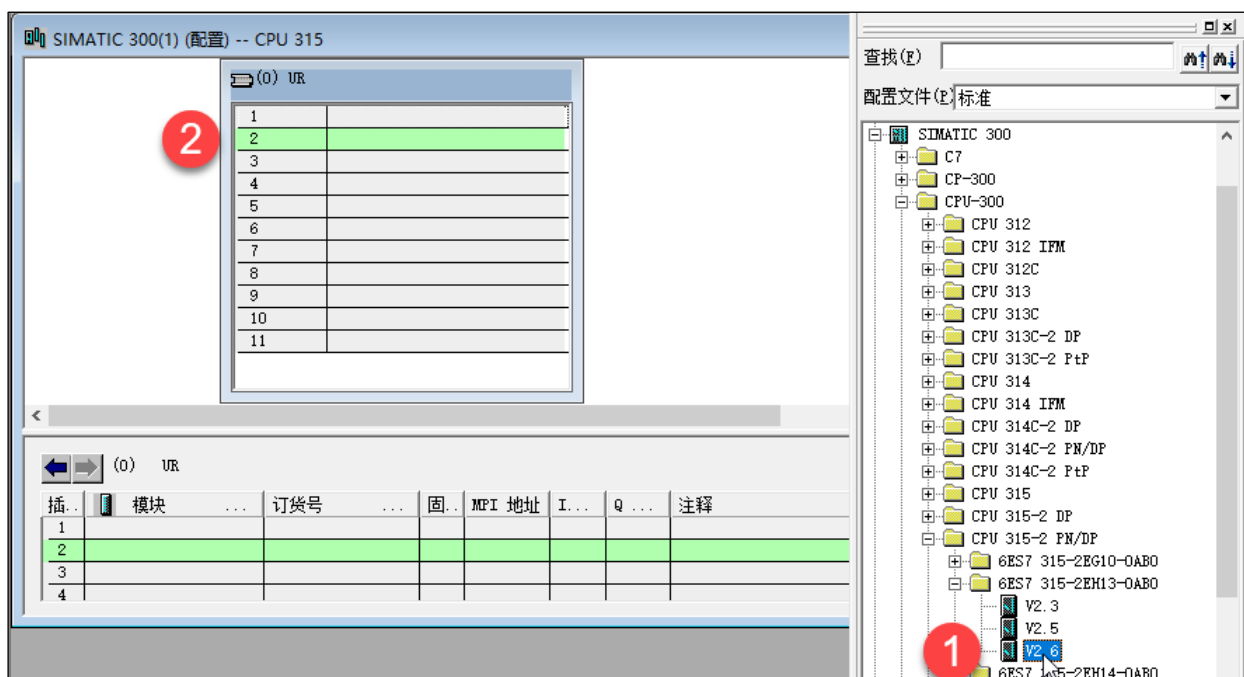 SIMATIC 300(1) (配置) -- CPU 315
(0) UR
1
2
3
4
5
6
7
8
9
10
11
2
(0) UR
插.. 模块 ... 订货号 ... 固.. MPI 地址 I... Q ... 注释
1
2
3
4
查找(F)
配置文件(P) 标准
SIMATIC 300
C7
CP-300
CPU-300
CPU 312
CPU 312 IFM
CPU 312C
CPU 313
CPU 313C
CPU 313C-2 DP
CPU 313C-2 PtP
CPU 314
CPU 314 IFM
CPU 314C-2 DP
CPU 314C-2 PN/DP
CPU 314C-2 PtP
CPU 315
CPU 315-2 DP
CPU 315-2 PN/DP
6ES7 315-2EG10-0AB0
6ES7 315-2EH13-0AB0
V2.3
V2.5
V2.6
1
6ES7 315-2EH14-0AB0